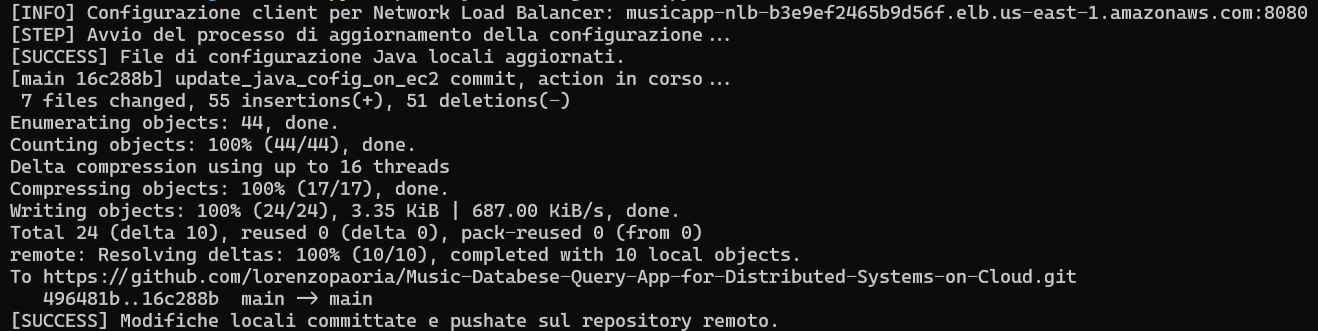 [INFO] Configurazione client per Network Load Balancer: musicapp-nlb-b3e9ef2465b9d56f.elb.us-east-1.amazonaws.com:8080
[STEP] Avvio del processo di aggiornamento della configurazione...
[SUCCESS] File di configurazione Java locali aggiornati.
[main 16c288b] update_java_cofig_on_ec2 commit, action in corso...
 7 files changed, 55 insertions(+), 51 deletions(-)
Enumerating objects: 44, done.
Counting objects: 100% (44/44), done.
Delta compression using up to 16 threads
Compressing objects: 100% (17/17), done.
Writing objects: 100% (24/24), 3.35 KiB | 687.00 KiB/s, done.
Total 24 (delta 10), reused 0 (delta 0), pack-reused 0 (from 0)
remote: Resolving deltas: 100% (10/10), completed with 10 local objects.
To https://github.com/lorenzopaoria/Music-Databese-Query-App-for-Distributed-Systems-on-Cloud.git
   496481b..16c288b  main -> main
[SUCCESS] Modifiche locali committate e pushate sul repository remoto.